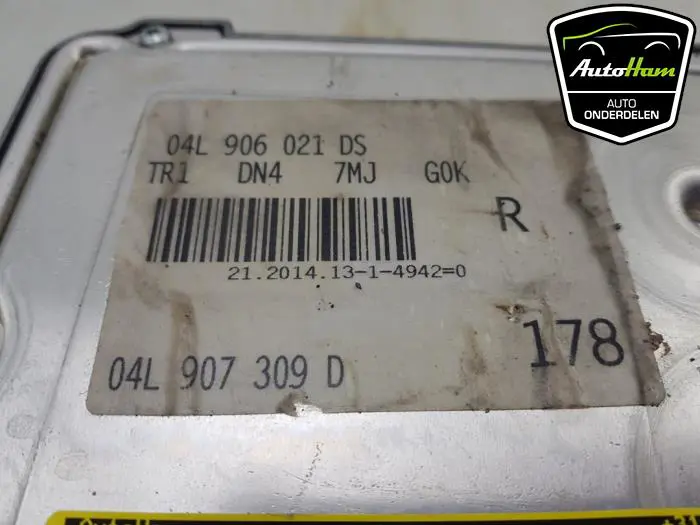 AutoHam
AUTO
ONDERDELEN
04L 906 021 DS
TR1 DN4 7MJ G0K
R
21.2014.13-1-4942=0
04L 907 309 D
178